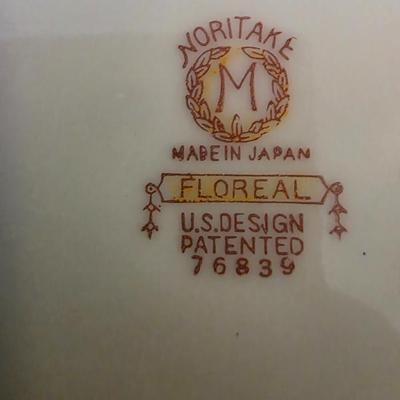 NORITAKE
M
MADE IN JAPAN
FLOREAL
U.S. DESIGN
PATENTED
76839